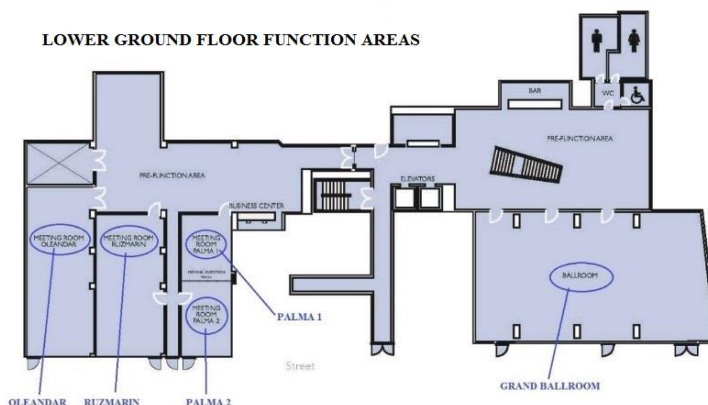 LOWER GROUND FLOOR FUNCTION AREAS
BAR
WC
PRE-FUNCTION AREA
PRE-FUNCTION AREA
ELEVATORS
BUSINESS CENTER
MEETING ROOM
OLEANDAR
MEETING ROOM
RUZMARIN
MEETING
ROOM
PALMA 1
MEETING
ROOM
PALMA 2
BALLROOM
PALMA 1
Street
GRAND BALLROOM
OLEANDAR
RUZMARIN
PALMA 2